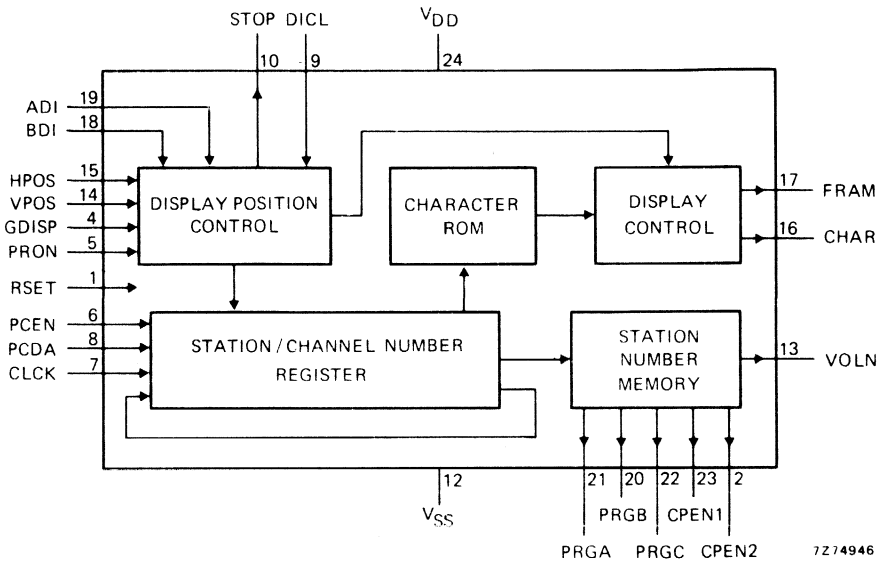 STOP DICL
VDD
10 9 24
ADI 19
BDI 18
HPOS 15
VPOS 14
GDISP 4
PRON 5
RSET 1
PCEN 6
PCDA 8
CLCK 7
DISPLAY POSITION
CONTROL
CHARACTER
ROM
DISPLAY
CONTROL
17 FRAM
16 CHAR
STATION / CHANNEL NUMBER
REGISTER
STATION
NUMBER
MEMORY
13 VOLN
12
VSS
21 20 22 23 2
PRGB CPEN1
PRGA PRGC CPEN2
7Z74946